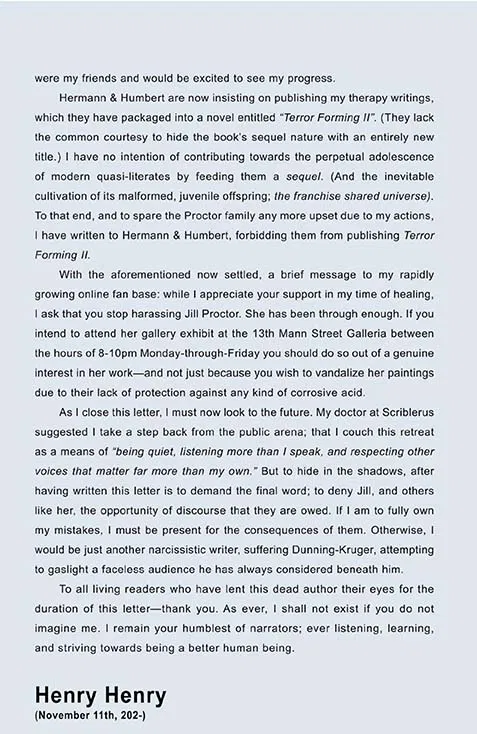 were my friends and would be excited to see my progress.
Hermann & Humbert are now insisting on publishing my therapy writings,
which they have packaged into a novel entitled “Terror Forming II”. (They lack
the common courtesy to hide the book’s sequel nature with an entirely new
title.) I have no intention of contributing towards the perpetual adolescence
of modern quasi-literates by feeding them a sequel. (And the inevitable
cultivation of its malformed, juvenile offspring; the franchise shared universe).
To that end, and to spare the Proctor family any more upset due to my actions,
I have written to Hermann & Humbert, forbidding them from publishing Terror
Forming II.
With the aforementioned now settled, a brief message to my rapidly
growing online fan base: while I appreciate your support in my time of healing,
I ask that you stop harassing Jill Proctor. She has been through enough. If you
intend to attend her gallery exhibit at the 13th Mann Street Galleria between
the hours of 8-10pm Monday-through-Friday you should do so out of a genuine
interest in her work—and not just because you wish to vandalize her paintings
due to their lack of protection against any kind of corrosive acid.
As I close this letter, I must now look to the future. My doctor at Scriblerus
suggested I take a step back from the public arena; that I couch this retreat
as a means of “being quiet, listening more than I speak, and respecting other
voices that matter far more than my own.” But to hide in the shadows, after
having written this letter is to demand the final word; to deny Jill, and others
like her, the opportunity of discourse that they are owed. If I am to fully own
my mistakes, I must be present for the consequences of them. Otherwise, I
would be just another narcissistic writer, suffering Dunning-Kruger, attempting
to gaslight a faceless audience he has always considered beneath him.
To all living readers who have lent this dead author their eyes for the
duration of this letter—thank you. As ever, I shall not exist if you do not
imagine me. I remain your humblest of narrators; ever listening, learning,
and striving towards being a better human being.
Henry Henry
(November 11th, 202-)